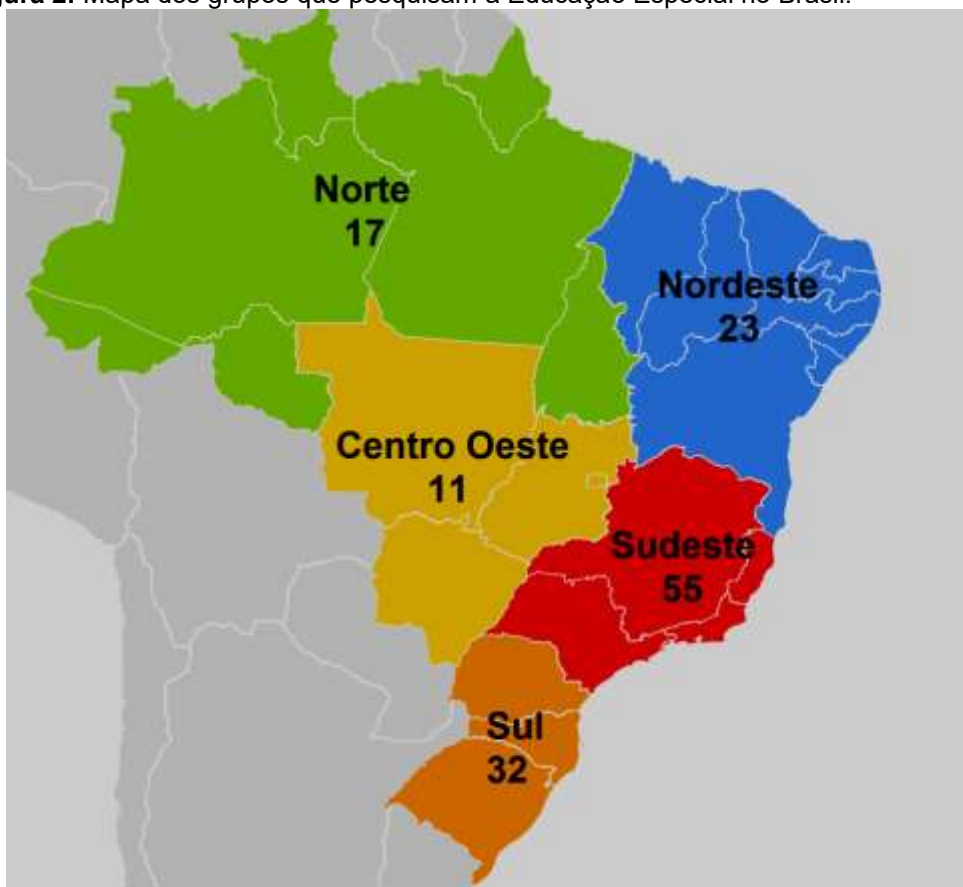 2. Mapa dos grupos que pesquisam a Educação Especial no Brasil.
Norte
17
Nordeste
23
Centro Oeste
11
Sudeste
55
Sul
32